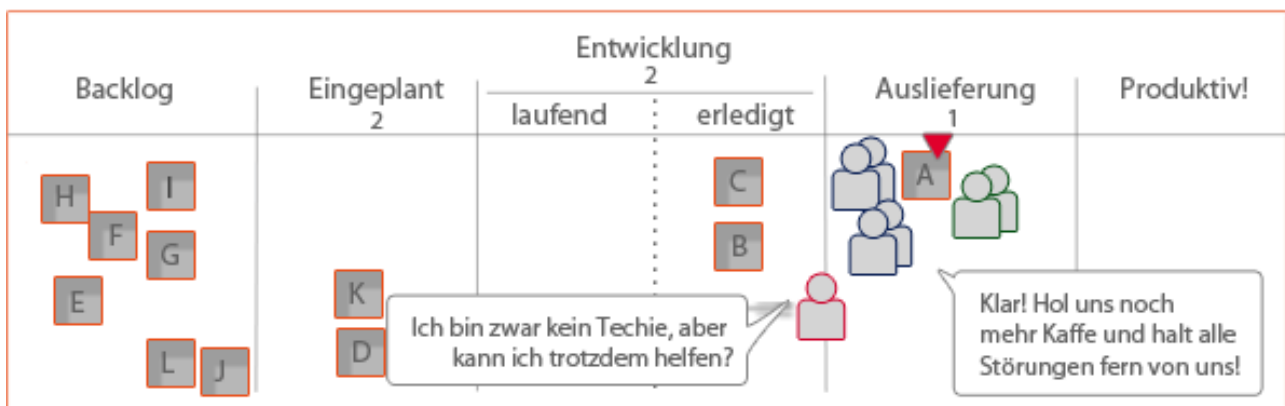 Entwicklung
2
Backlog
Eingeplant
2
laufend
erledigt
Auslieferung
1
Produktiv!
H
I
F
G
E
L
J
K
D
C
B
A
Ich bin zwar kein Techie, aber
kann ich trotzdem helfen?
Klar! Hol uns noch
mehr Kaffe und halt alle
Störungen fern von uns!